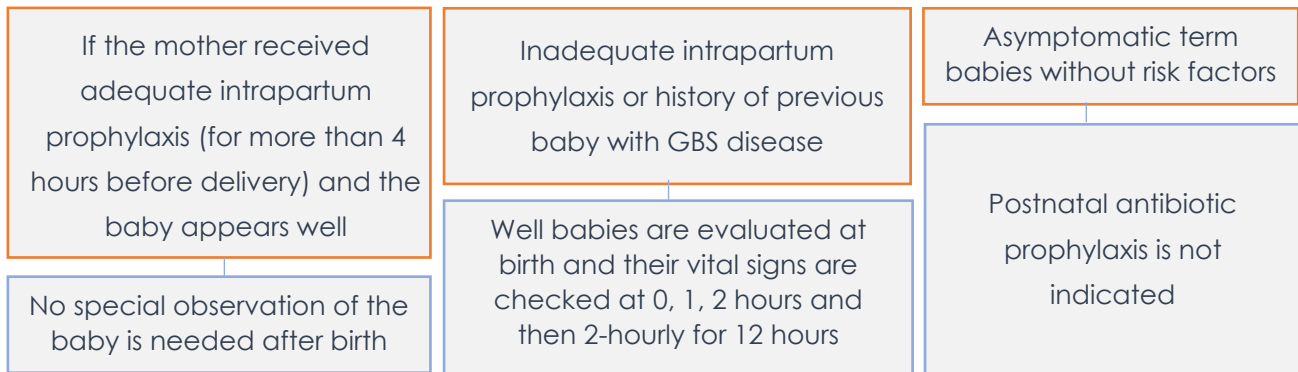 If the mother received
adequate intrapartum
prophylaxis (for more than 4
hours before delivery) and the
baby appears well
No special observation of the
baby is needed after birth
Inadequate intrapartum
prophylaxis or history of previous
baby with GBS disease
Well babies are evaluated at
birth and their vital signs are
checked at 0, 1, 2 hours and
then 2-hourly for 12 hours
Asymptomatic term
babies without risk factors
Postnatal antibiotic
prophylaxis is not
indicated